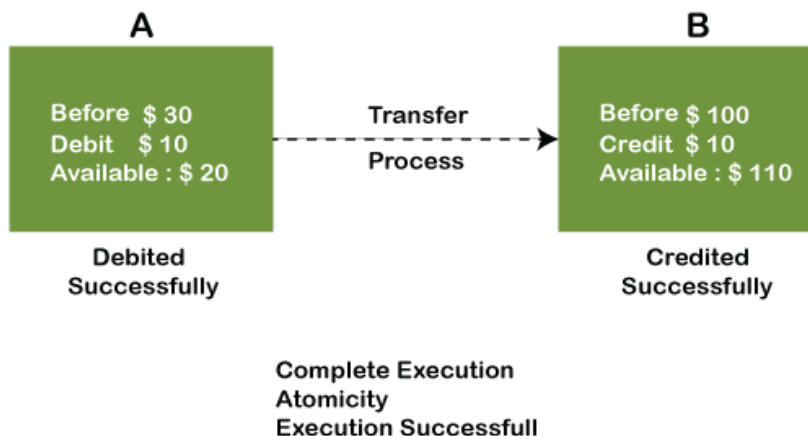 A
B
Before $ 30
Debit $ 10
Available : $ 20
Transfer
Process
Before $ 100
Credit $ 10
Available : $ 110
Debited
Successfully
Credited
Successfully
Complete Execution
Atomicity
Execution Successfull